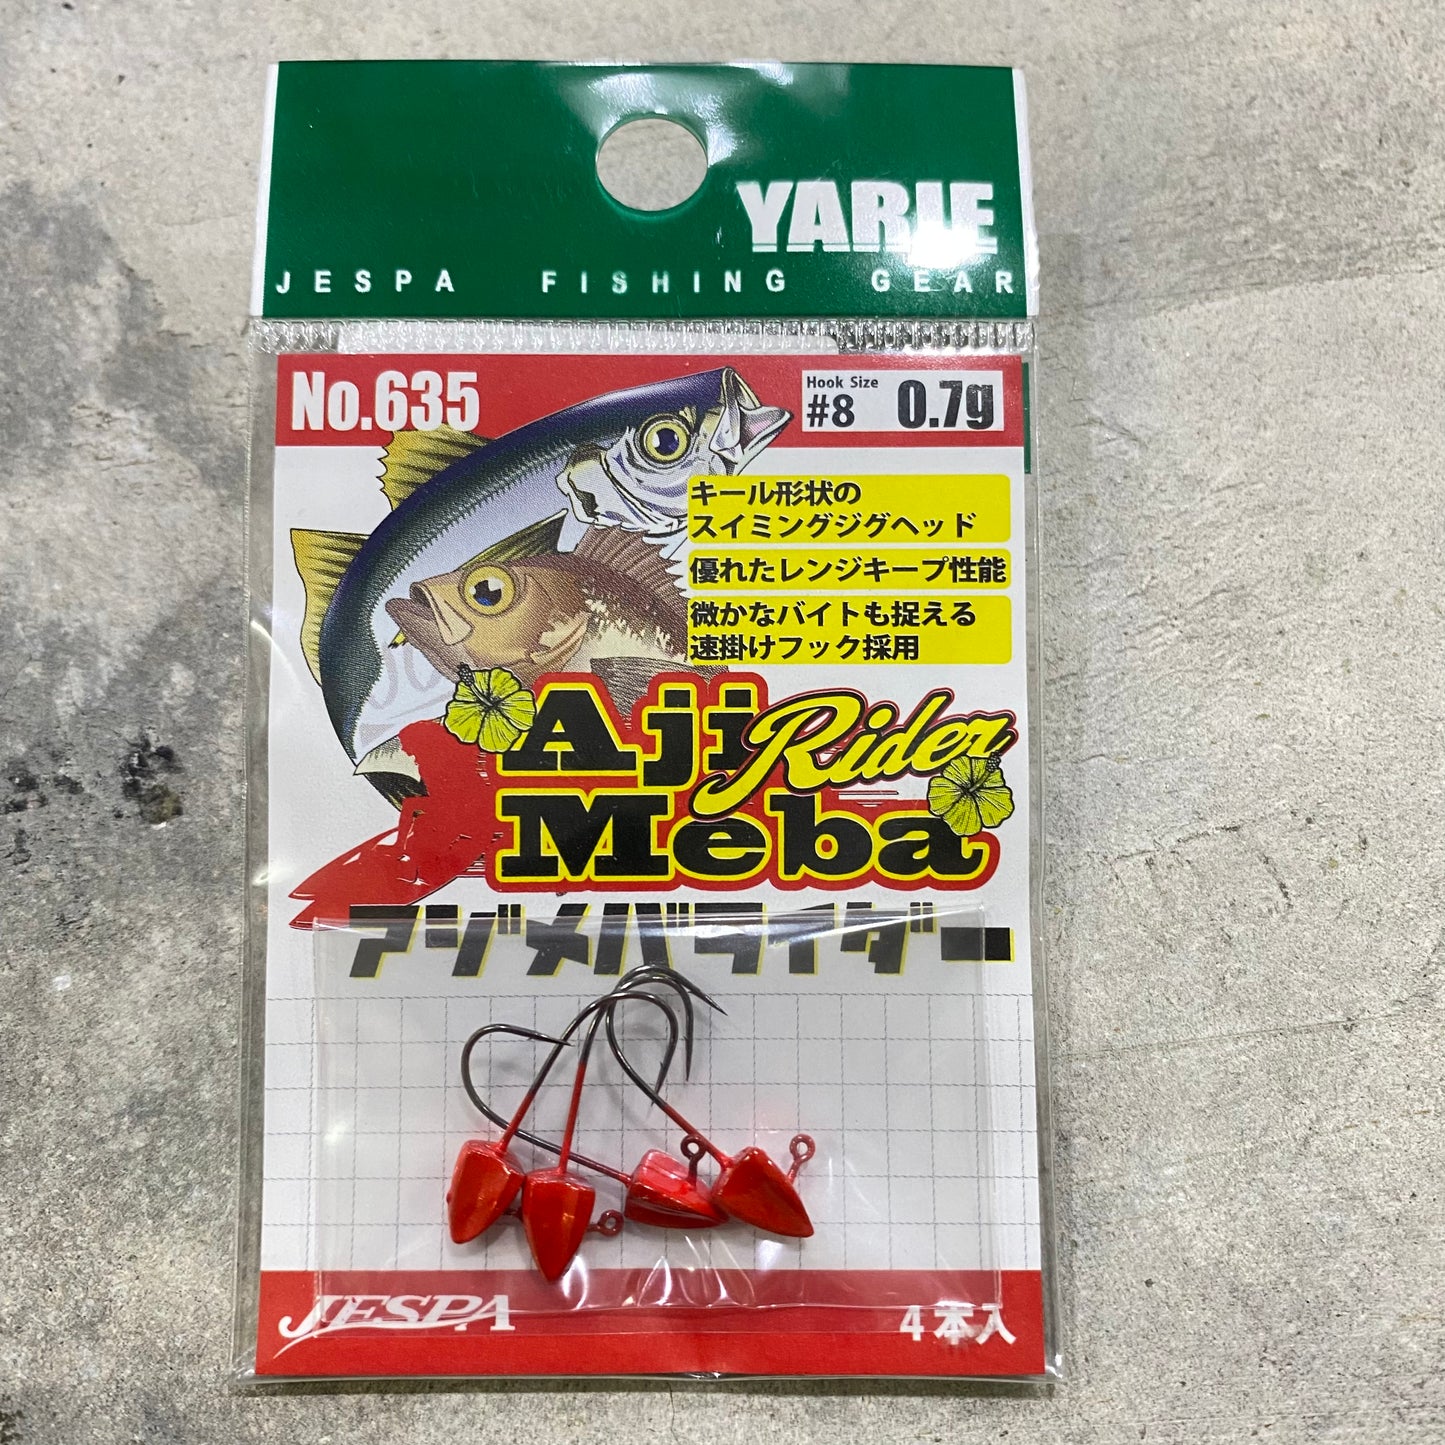 YARIE
JESPA FISHING GEAR
No.635
Hook Size
#8 0.7g
キール形状の
スイミングジグヘッド
優れたレンジキープ性能
微かなバイトも捉える
速掛けフック採用
Aji Rider
Meba
アジメバライダー
JESPA
4本入